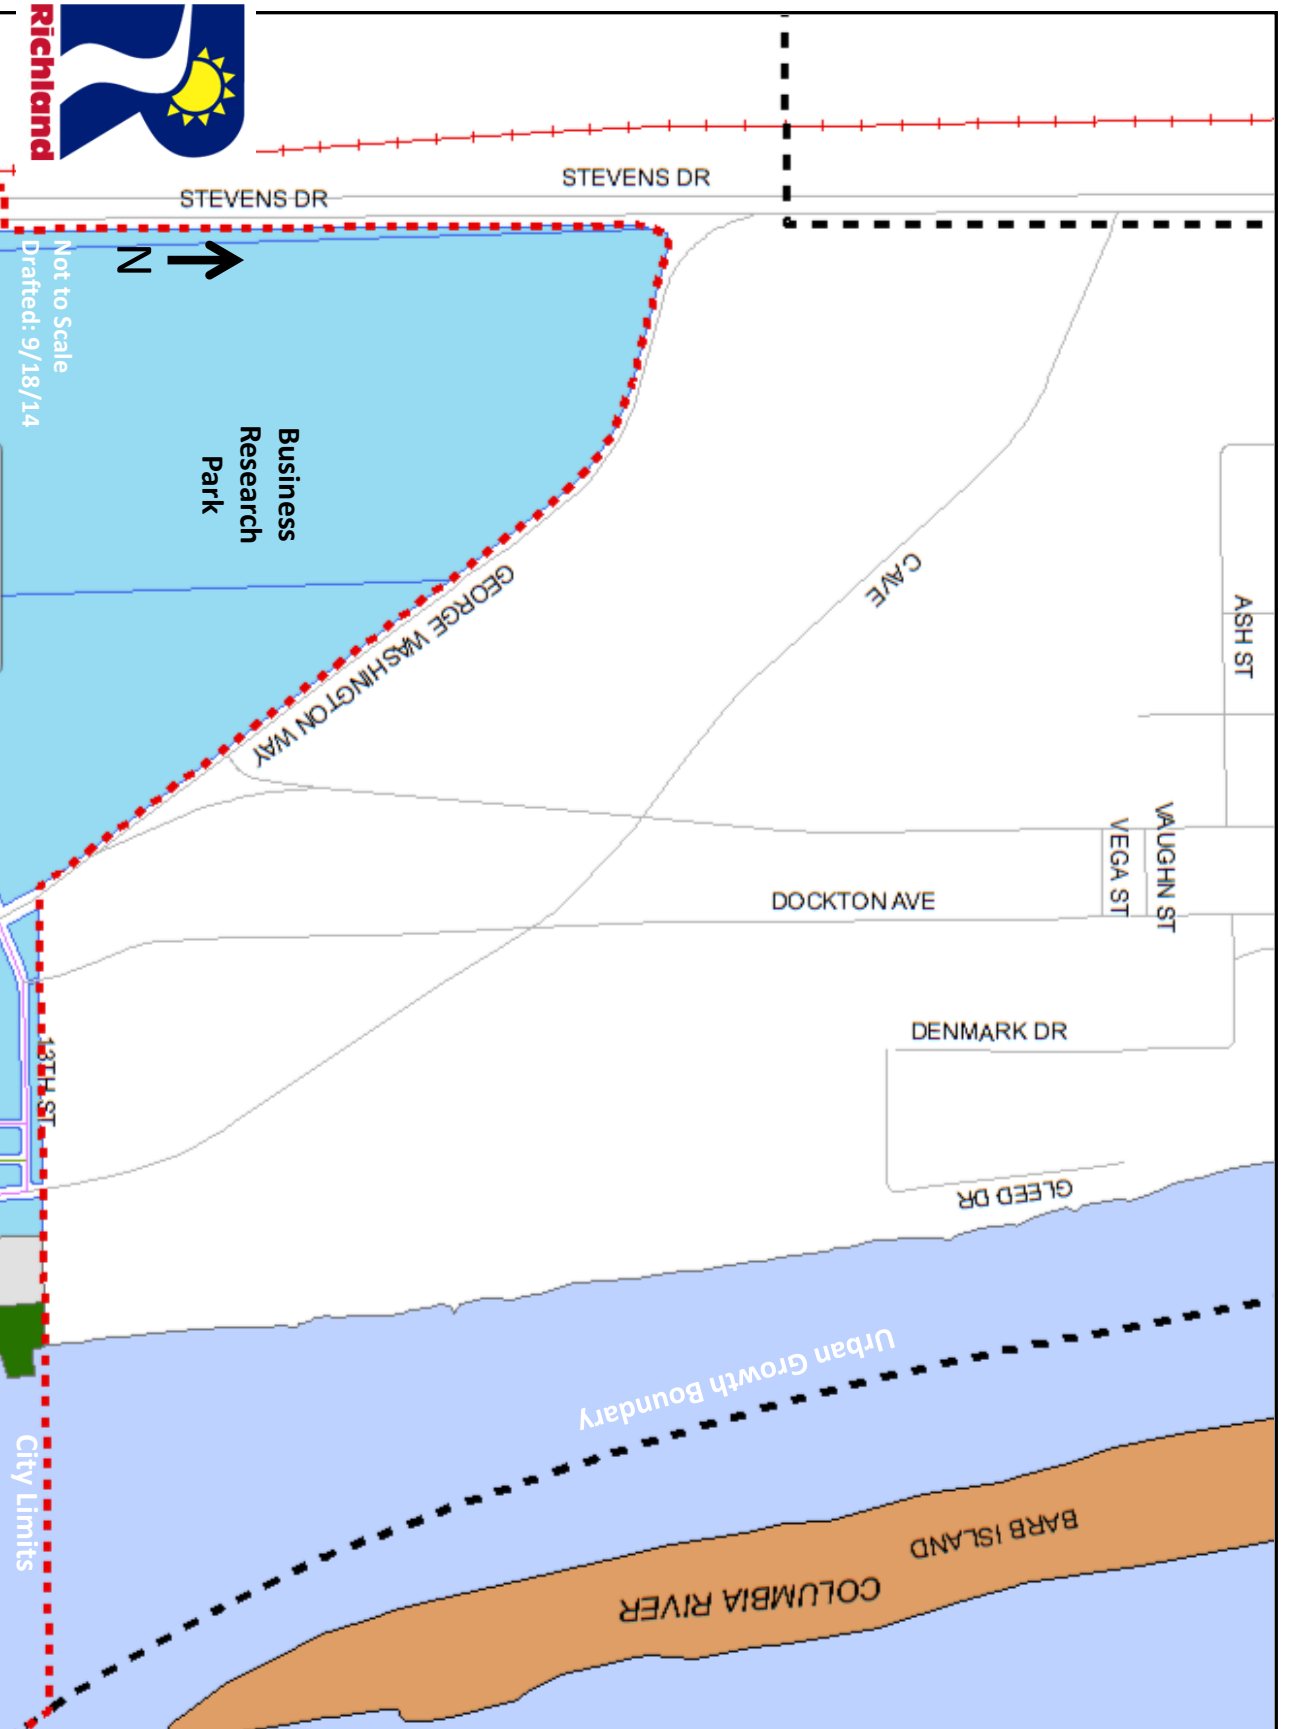 Richland
STEVENS DR
STEVENS DR
N
Not to Scale
Drafted: 9/18/14
Business
Research
Park
GEORGE WASHINGTON WAY
CAVE
ASH ST
VAUGHN ST
VEGA ST
DOCKTON AVE
DENMARK DR
GLEED DR
13TH ST
Urban Growth Boundary
City Limits
BARB ISLAND
COLUMBIA RIVER